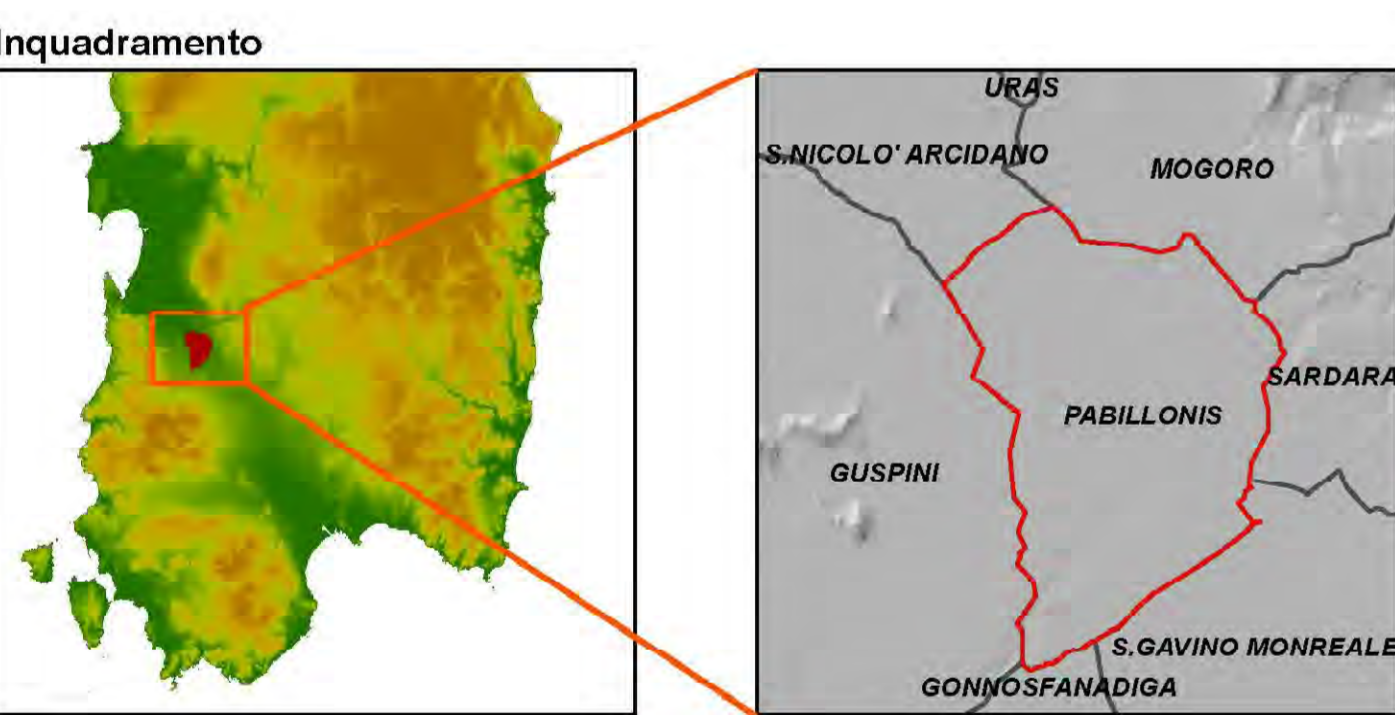 Inquadramento
URAS
S.NICOLO' ARCIDANO
MOGORO
SARDARA
PABILLONIS
GUSPINI
S.GAVINO MONREALE
GONNOSFANADIGA